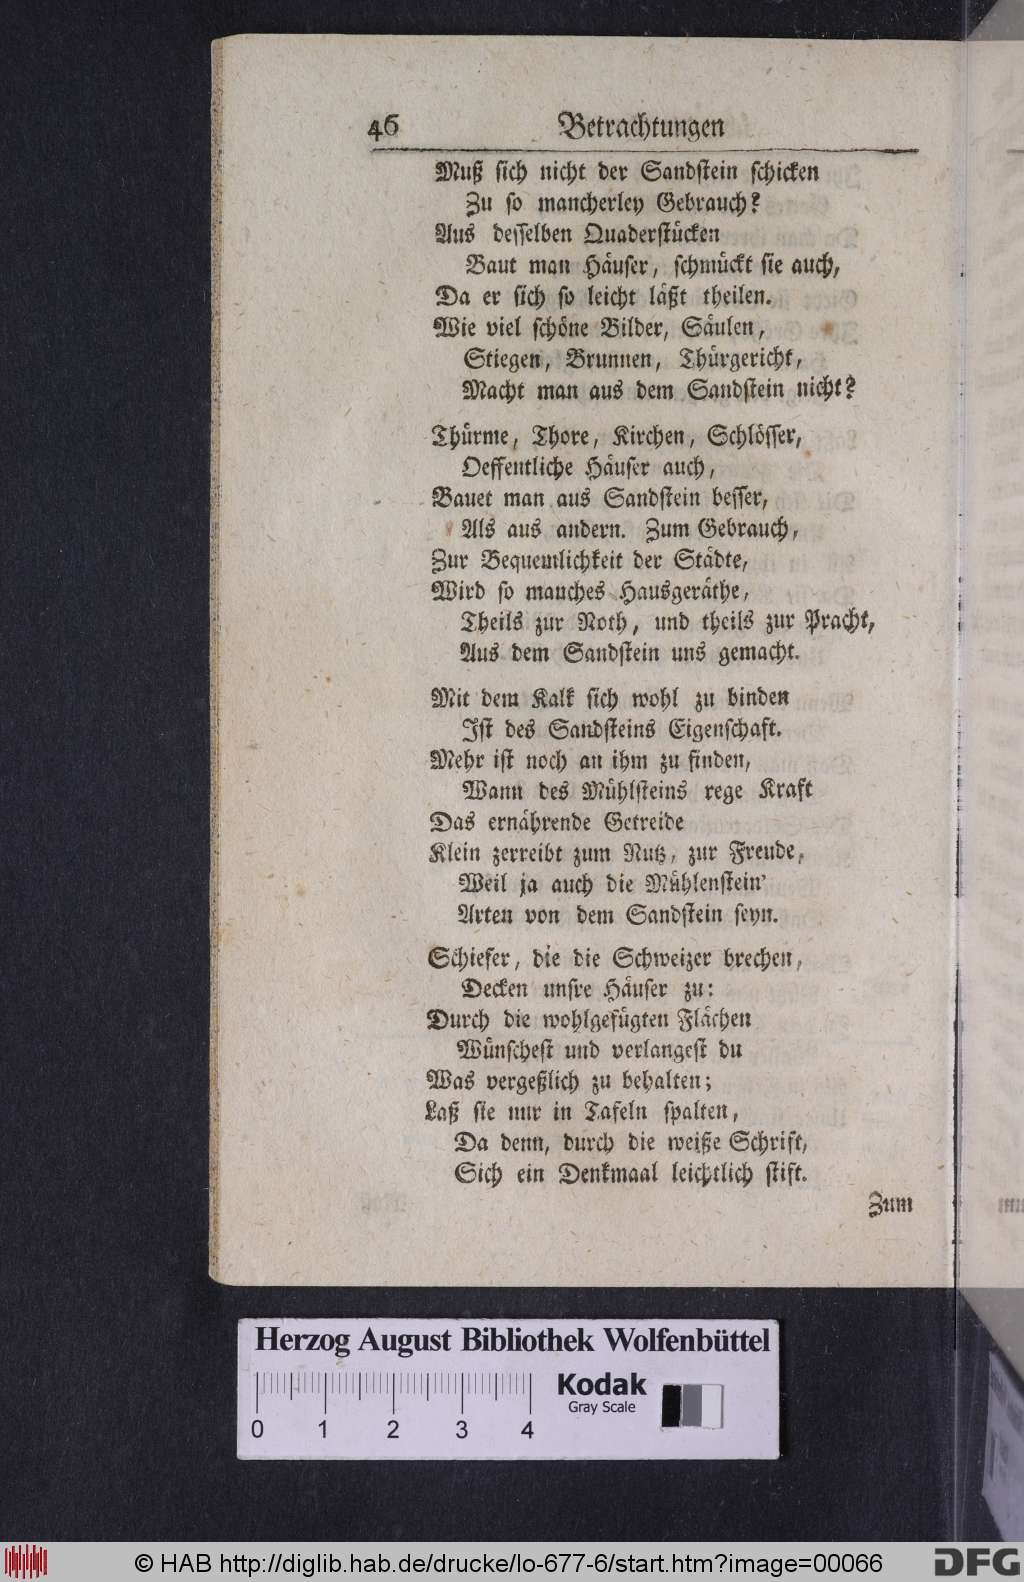 46 Betrachtungen
Muß ſich nicht der Sandſtein ſchicken
Zu ſo mancherley Gebrauch?
Aus deſſelben Quaderſtücken
Baut man Häuſer, ſchmückt ſie auch,
Da er ſich ſo leicht läßt theilen.
Wie viel ſchöne Bilder, Säulen,
Stiegen, Brunnen, Thürgericht,
Macht man aus dem Sandſtein nicht?
Thürme, Thore, Kirchen, Schlöſſer,
Oeffentliche Häuſer auch,
Bauet man aus Sandſtein beſſer,
Als aus andern. Zum Gebrauch,
Zur Bequemlichkeit der Städte,
Wird ſo manches Hausgeräthe,
Theils zur Noth, und theils zur Pracht,
Aus dem Sandſtein uns gemacht.
Mit dem Kalk ſich wohl zu binden
Iſt des Sandſteins Eigenſchaft.
Mehr iſt noch an ihm zu finden,
Wann des Mühlſteins rege Kraft
Das ernährende Getreide
Klein zerreibt zum Nutz, zur Freude,
Weil ja auch die Mühlenſtein'
Arten von dem Sandſtein ſeyn.
Schiefer, die die Schweizer brechen,
Decken unſre Häuſer zu:
Durch die wohlgefügten Flächen
Wünſcheſt und verlangeſt du
Was vergeßlich zu behalten;
Laß ſie nur in Tafeln ſpalten,
Da denn, durch die weiße Schrift,
Sich ein Denkmaal leichtlich ſtift.
Zum
Herzog August Bibliothek Wolfenbüttel
Kodak
Gray Scale
0 1 2 3 4
© HAB http://diglib.hab.de/drucke/lo-677-6/start.htm?image=00066
DFG